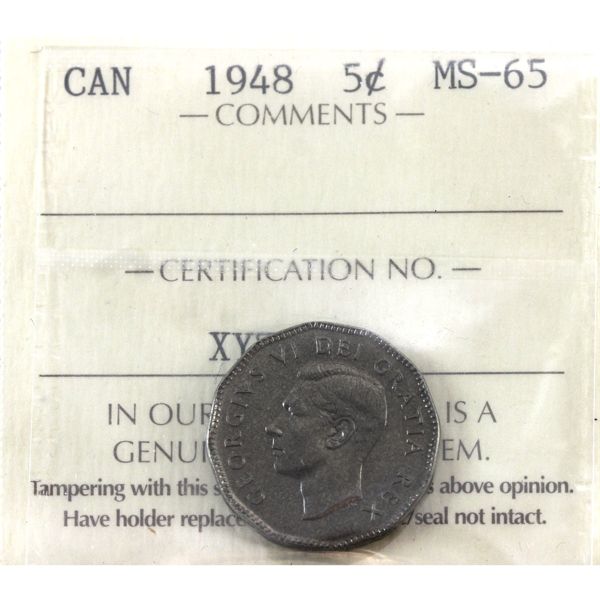 CAN 1948 5¢ MS-65
— COMMENTS —
— CERTIFICATION NO. —
XY
GEORGIVS VI DEI GRATIA REX
IN OUR IS A
GENUI EM.
Tampering with this s above opinion.
Have holder replace /seal not intact.